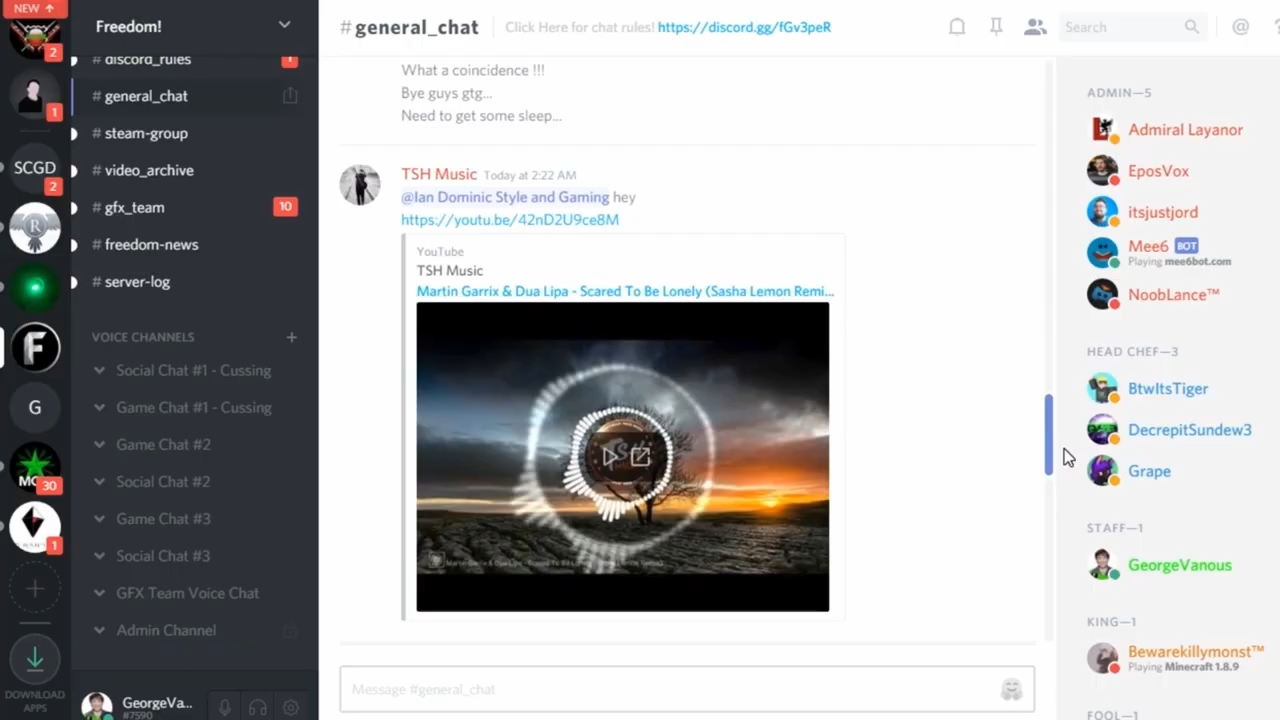 NEW ↑
2
1
SCGD
2
R
F
G
MC
30
1
+
DOWNLOAD
APPS
Freedom!
# discord_rules
1
# general_chat
# steam-group
# video_archive
# gfx_team
10
# freedom-news
# server-log
VOICE CHANNELS +
Social Chat #1 - Cussing
Game Chat #1 - Cussing
Game Chat #2
Social Chat #2
Game Chat #3
Social Chat #3
GFX Team Voice Chat
Admin Channel
GeorgeVa...
#7590
#general_chat
Click Here for chat rules! https://discord.gg/fGv3peR
Search
@
?
What a coincidence !!!
Bye guys gtg...
Need to get some sleep...
TSH Music Today at 2:22 AM
@Ian Dominic Style and Gaming hey
https://youtu.be/42nD2U9ce8M
YouTube
TSH Music
Martin Garrix & Dua Lipa - Scared To Be Lonely (Sasha Lemon Remi...
Message #general_chat
ADMIN—5
Admiral Layanor
EposVox
itsjustjord
Mee6 BOT
Playing mee6bot.com
NoobLance™
HEAD CHEF—3
BtwItsTiger
DecrepitSundew3
Grape
STAFF—1
GeorgeVanous
KING—1
Bewarekillymonst™
Playing Minecraft 1.8.9
FOOL—1